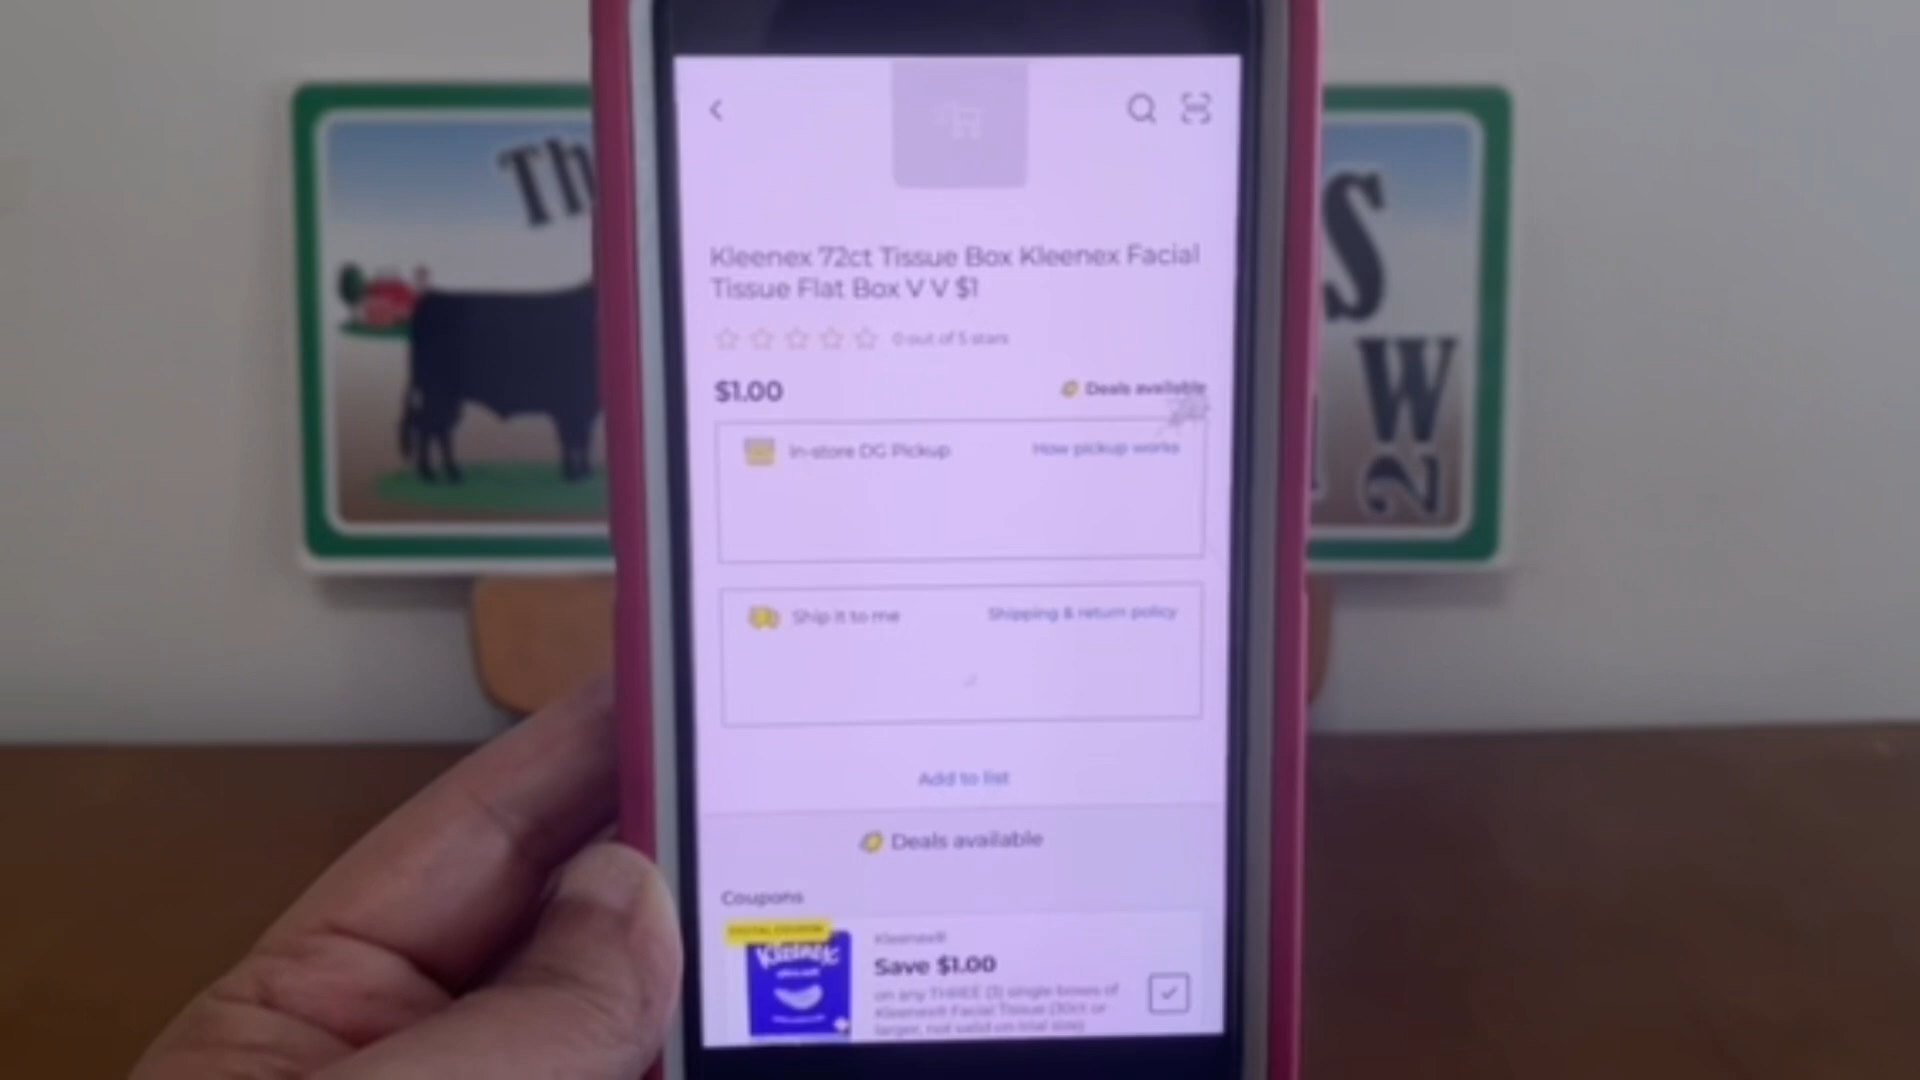 Th
S
W
2
Kleenex 72ct Tissue Box Kleenex Facial
Tissue Flat Box V V $1
0 out of 5 stars
$1.00
Deals available
In-store DG Pickup
How pickup works
Ship it to me
Shipping & return policy
Add to list
Deals available
Coupons
DIGITAL COUPON
Kleenex
Kleenex®
Save $1.00
on any THREE (3) single boxes of
Kleenex® Facial Tissue (30ct or
larger, not valid on trial size)